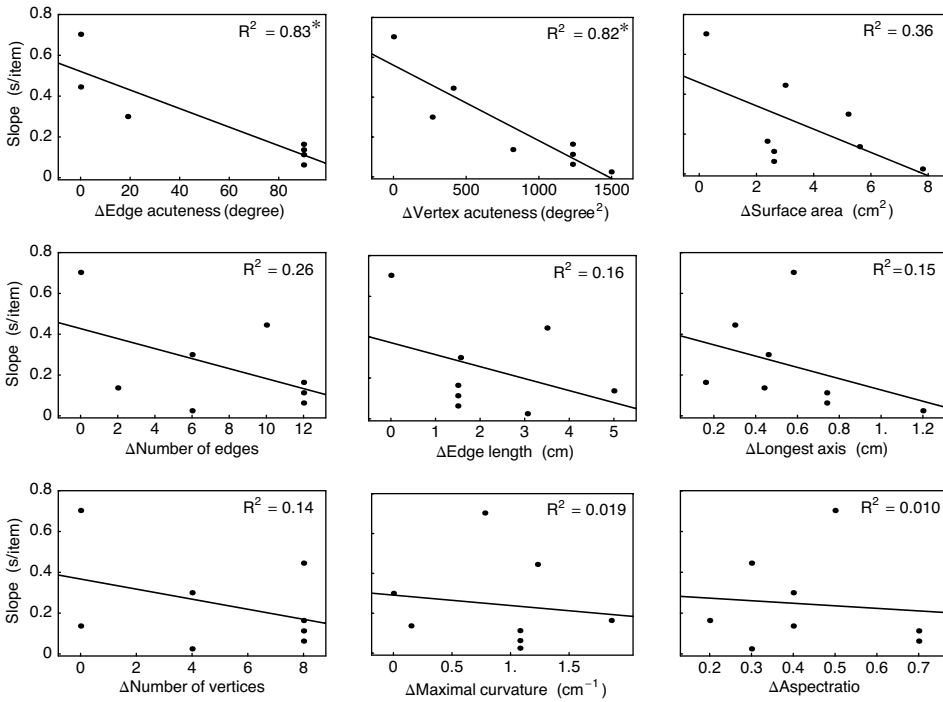 0.8
0.6
0.4
0.2
0
Slope (s/item)
R² = 0.83*
0 20 40 60 80
ΔEdge acuteness (degree)
R² = 0.82*
0 500 1000 1500
ΔVertex acuteness (degree²)
R² = 0.36
0 2 4 6 8
ΔSurface area (cm²)
0.8
0.6
0.4
0.2
0
Slope (s/item)
R² = 0.26
0 2 4 6 8 10 12
ΔNumber of edges
R² = 0.16
0 1 2 3 4 5
ΔEdge length (cm)
R² = 0.15
0.2 0.4 0.6 0.8 1. 1.2
ΔLongest axis (cm)
0.8
0.6
0.4
0.2
0
Slope (s/item)
R² = 0.14
0 2 4 6 8
ΔNumber of vertices
R² = 0.019
0 0.5 1 1.5
ΔMaximal curvature (cm⁻¹)
R² = 0.010
0.2 0.3 0.4 0.5 0.6 0.7
ΔAspectratio